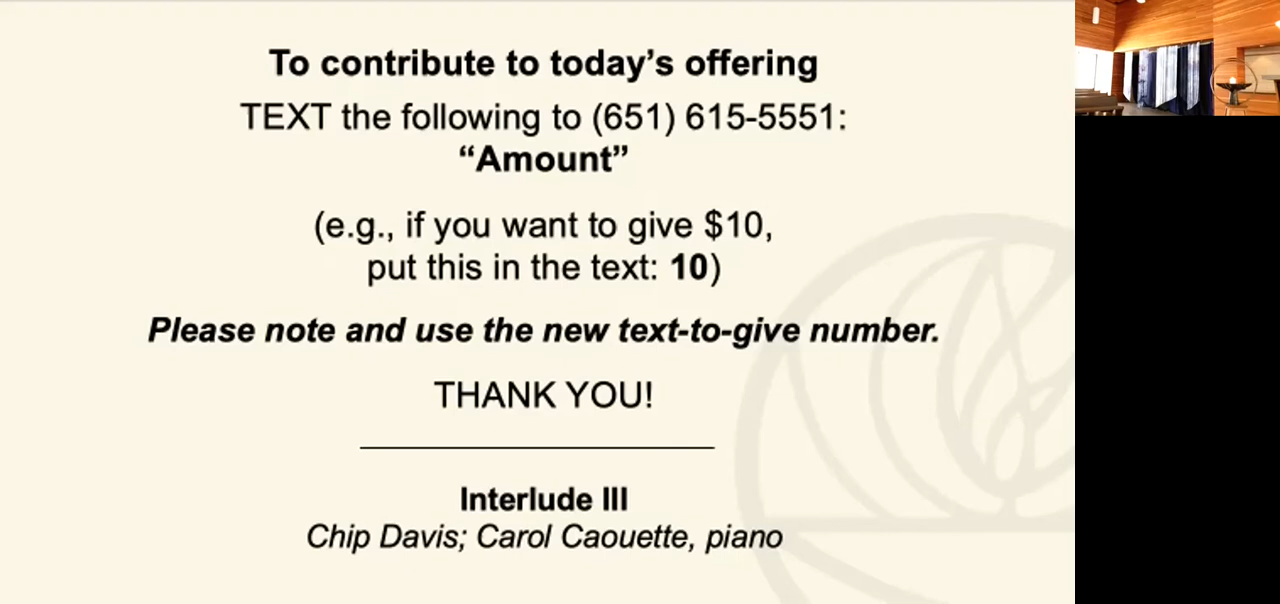 To contribute to today’s offering
TEXT the following to (651) 615-5551:
“Amount”
(e.g., if you want to give $10,
put this in the text: 10)
Please note and use the new text-to-give number.
THANK YOU!
Interlude III
Chip Davis; Carol Caouette, piano